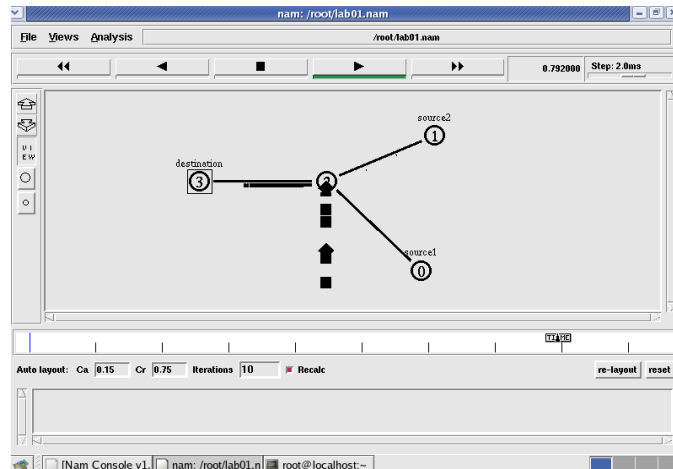 nam: /root/lab01.nam
File Views Analysis /root/lab01.nam
0.792000 Step: 2.0ms
VIEW
source2
1
destination
3
2
source1
0
TIME
Auto layout: Ca 0.15 Cr 0.75 Iterations 10 Recalc re-layout reset
[Nam Console v1. nam: /root/lab01.n root@localhost:~